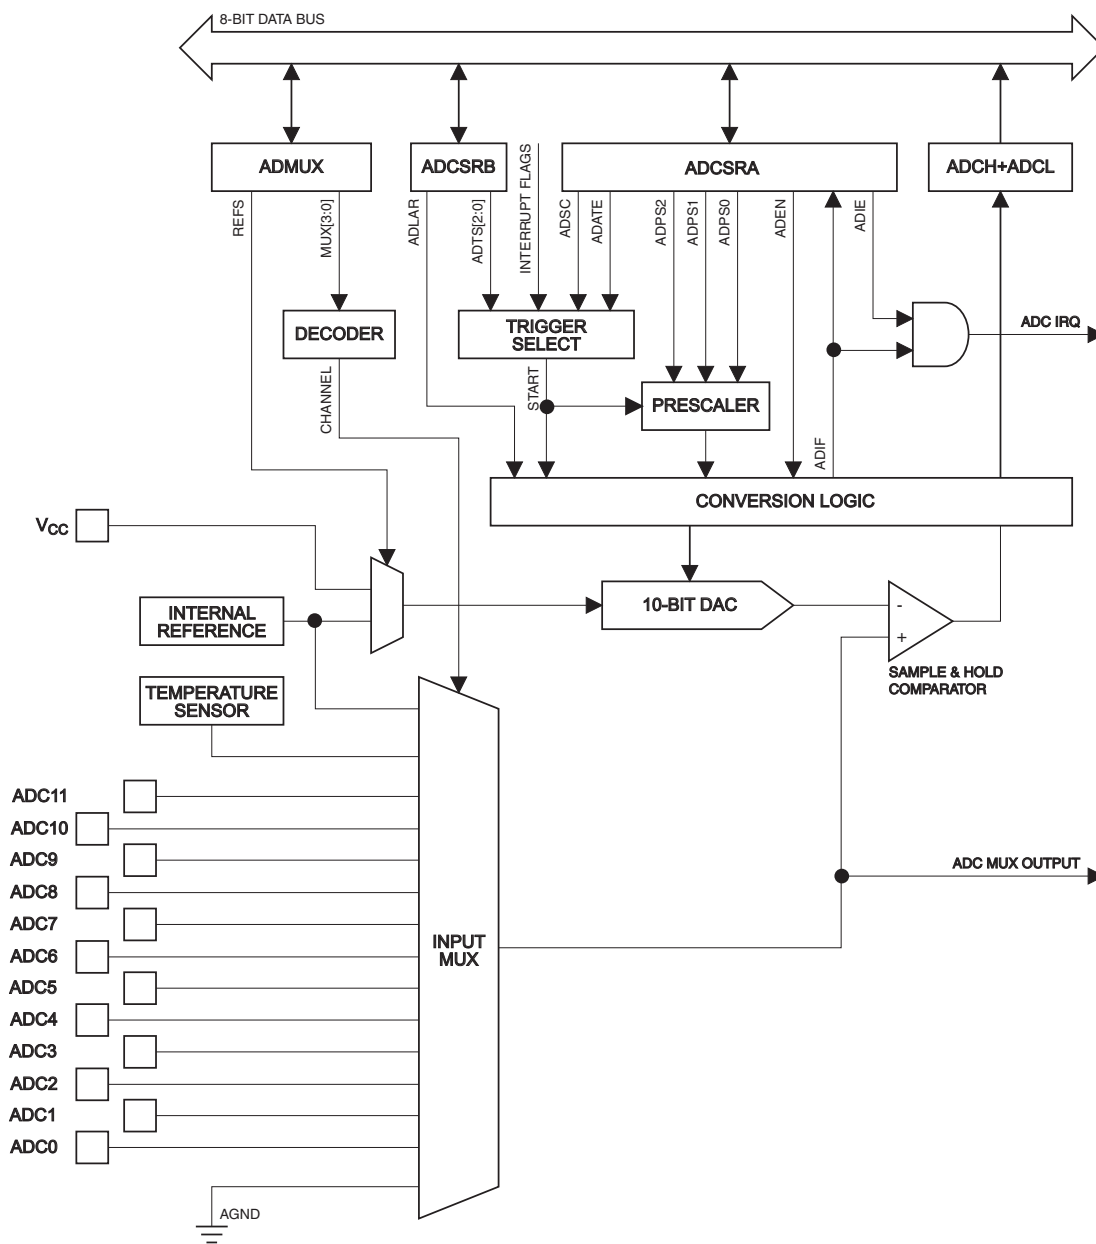 8-BIT DATA BUS
ADMUX
ADCSRB
ADCSRA
ADCH+ADCL
REFS
MUX[3:0]
ADLAR
ADTS[2:0]
INTERRUPT FLAGS
ADSC
ADATE
ADPS2
ADPS1
ADPS0
ADEN
ADIE
DECODER
TRIGGER
SELECT
ADC IRQ
CHANNEL
START
PRESCALER
ADIF
CONVERSION LOGIC
VCC
INTERNAL
REFERENCE
10-BIT DAC
-
+
SAMPLE & HOLD
COMPARATOR
TEMPERATURE
SENSOR
ADC11
ADC10
ADC9
ADC8
ADC7
ADC6
ADC5
ADC4
ADC3
ADC2
ADC1
ADC0
INPUT
MUX
ADC MUX OUTPUT
AGND